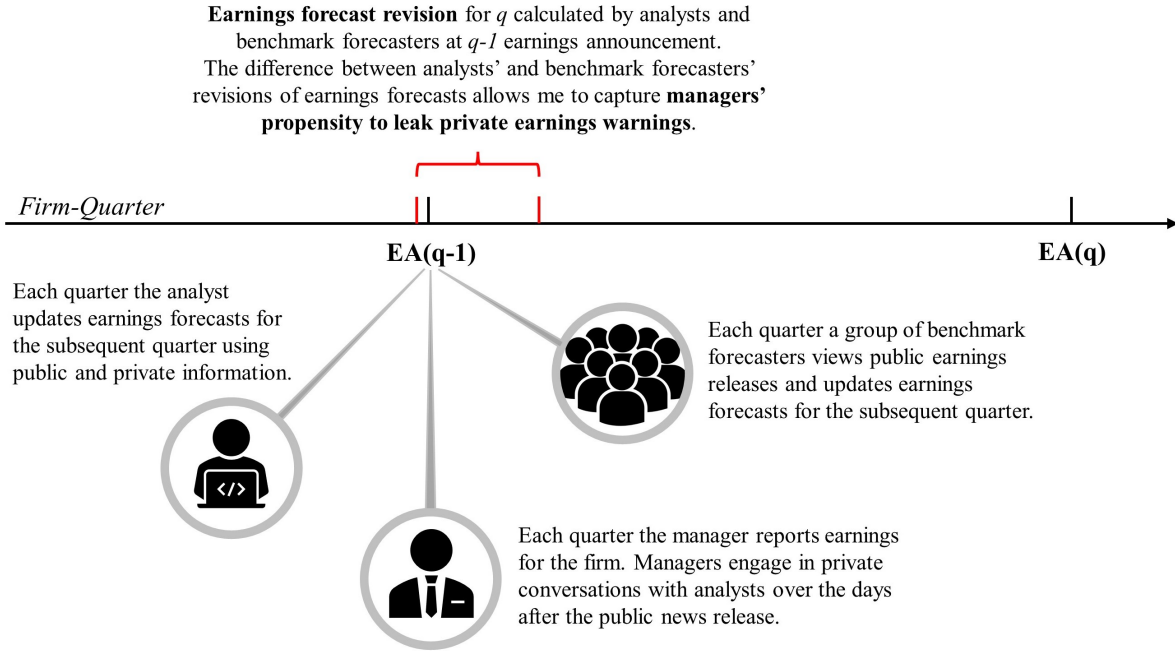 Earnings forecast revision for q calculated by analysts and
benchmark forecasters at q-1 earnings announcement.
The difference between analysts’ and benchmark forecasters’
revisions of earnings forecasts allows me to capture managers’
propensity to leak private earnings warnings.
Firm-Quarter
EA(q-1)
EA(q)
Each quarter the analyst
updates earnings forecasts for
the subsequent quarter using
public and private information.
Each quarter a group of benchmark
forecasters views public earnings
releases and updates earnings
forecasts for the subsequent quarter.
</>
Each quarter the manager reports earnings
for the firm. Managers engage in private
conversations with analysts over the days
after the public news release.